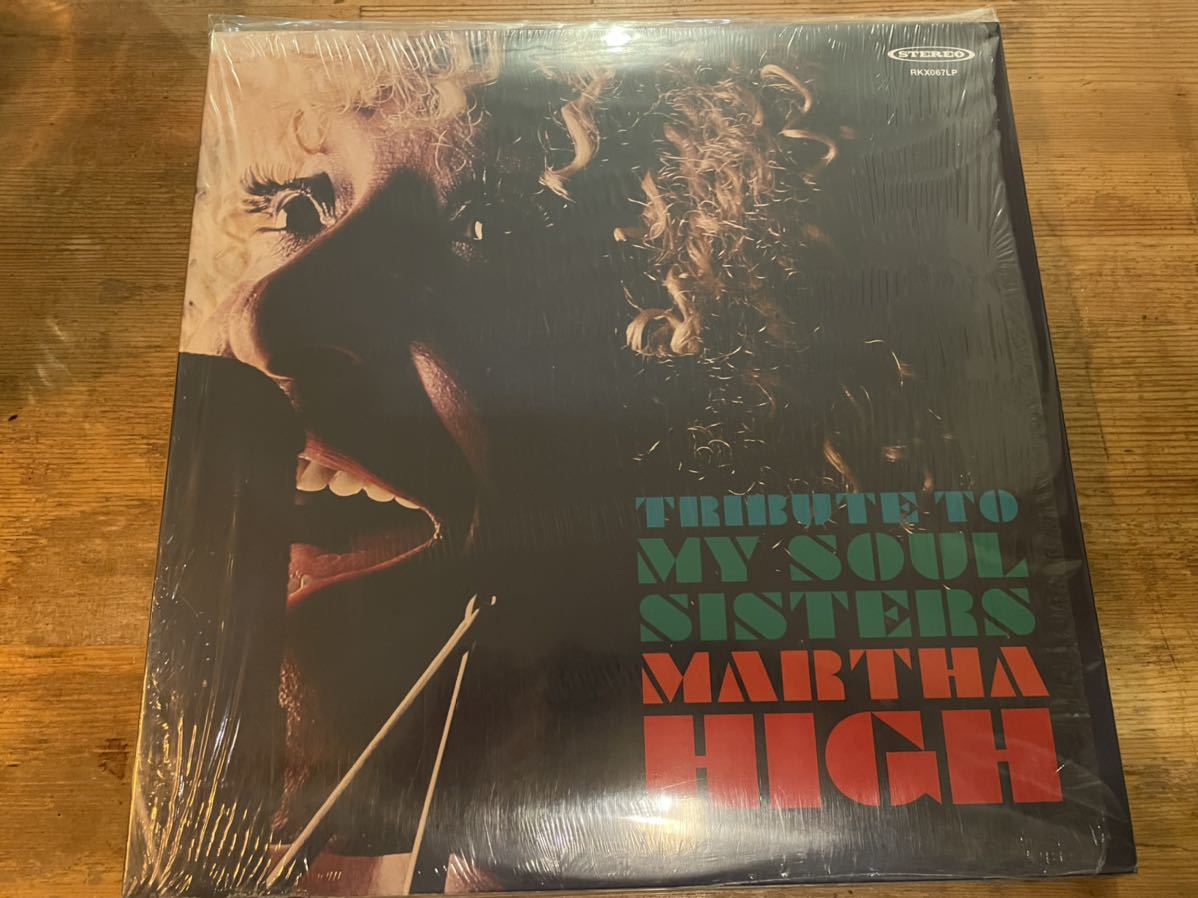 STEREO
RKX067LP
TRIBUTE TO
MY SOUL
SISTERS
MARTHA
HIGH